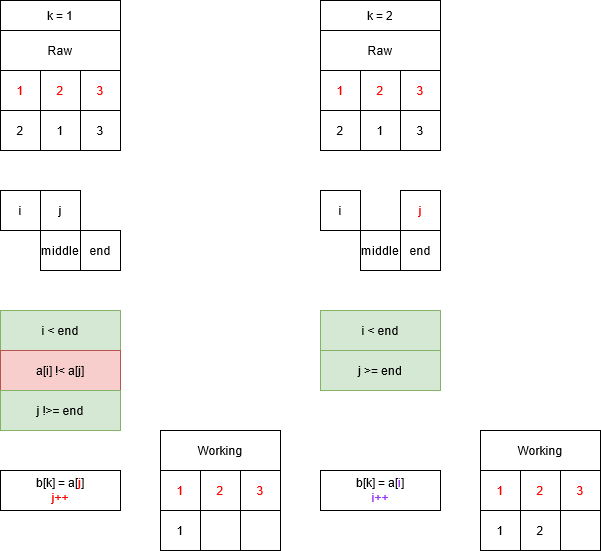 k = 1
Raw
1 2 3
2 1 3
i j
middle end
i < end
a[i] !< a[j]
j !>= end
b[k] = a[j]
j++
Working
1 2 3
1
k = 2
Raw
1 2 3
2 1 3
i j
middle end
i < end
j >= end
b[k] = a[i]
i++
Working
1 2 3
1 2